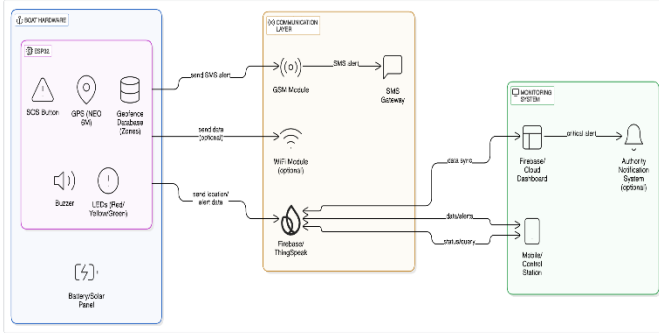 BOAT HARDWARE
ESP32
SOS Button
GPS (NEO
6M)
Geofence
Database
(Zones)
Buzzer
LEDs (Red/
Yellow/Green)
Battery/Solar
Panel
send SMS alert
send data
(optional)
send location/
alert data
COMMUNICATION
LAYER
GSM Module
SMS alert
SMS
Gateway
WiFi Module
(optional)
Firebase/
ThingSpeak
data sync
data/alerts
status/query
MONITORING
SYSTEM
Firebase/
Cloud
Dashboard
critical alert
Authority
Notification
System
(optional)
Mobile/
Control
Station